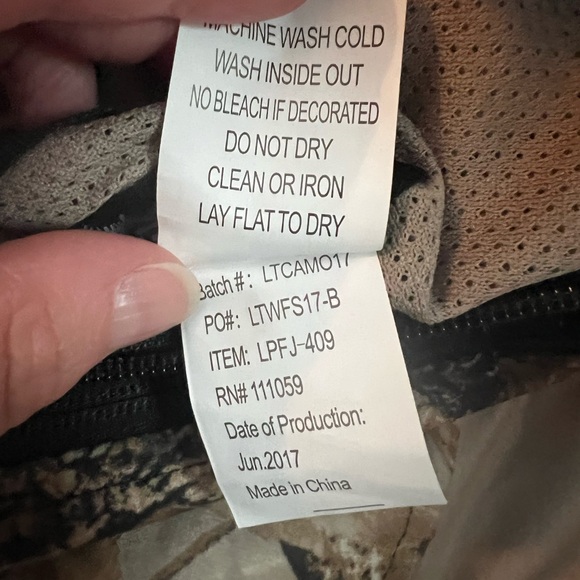 MACHINE WASH COLD
WASH INSIDE OUT
NO BLEACH IF DECORATED
DO NOT DRY
CLEAN OR IRON
LAY FLAT TO DRY
Batch #: LTCAMO17
PO#: LTWFS17-B
ITEM: LPFJ-409
RN# 111059
Date of Production:
Jun.2017
Made in China